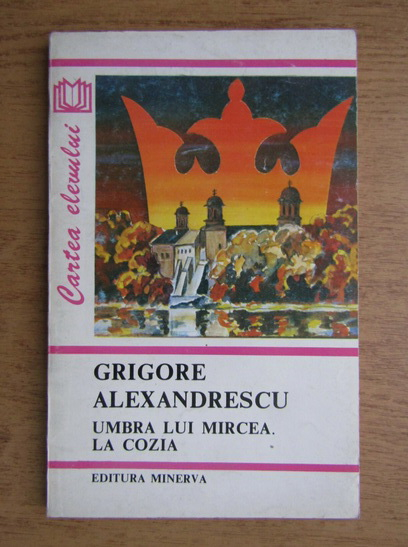 Cartea elevului
GRIGORE
ALEXANDRESCU
UMBRA LUI MIRCEA.
LA COZIA
EDITURA MINERVA